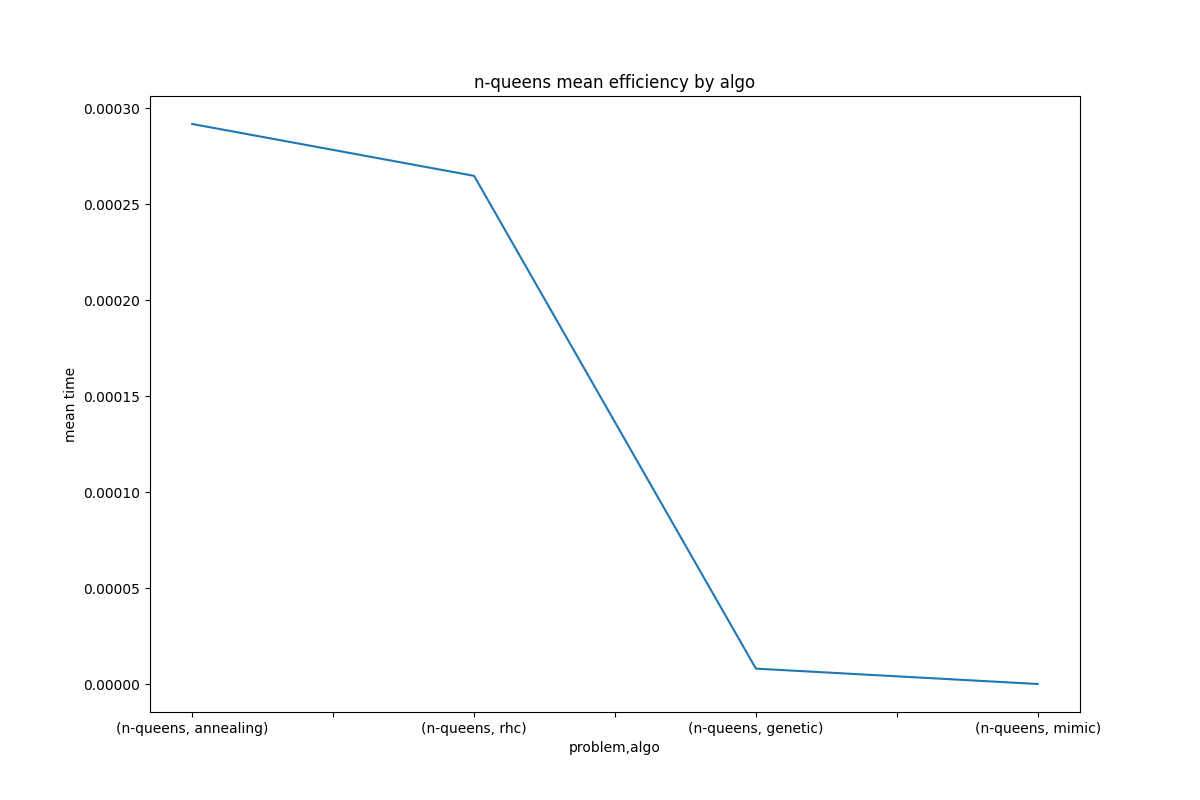 n-queens mean efficiency by algo
0.00030
0.00025
0.00020
0.00015
0.00010
0.00005
0.00000
mean time
(n-queens, annealing) (n-queens, rhc) (n-queens, genetic) (n-queens, mimic)
problem,algo